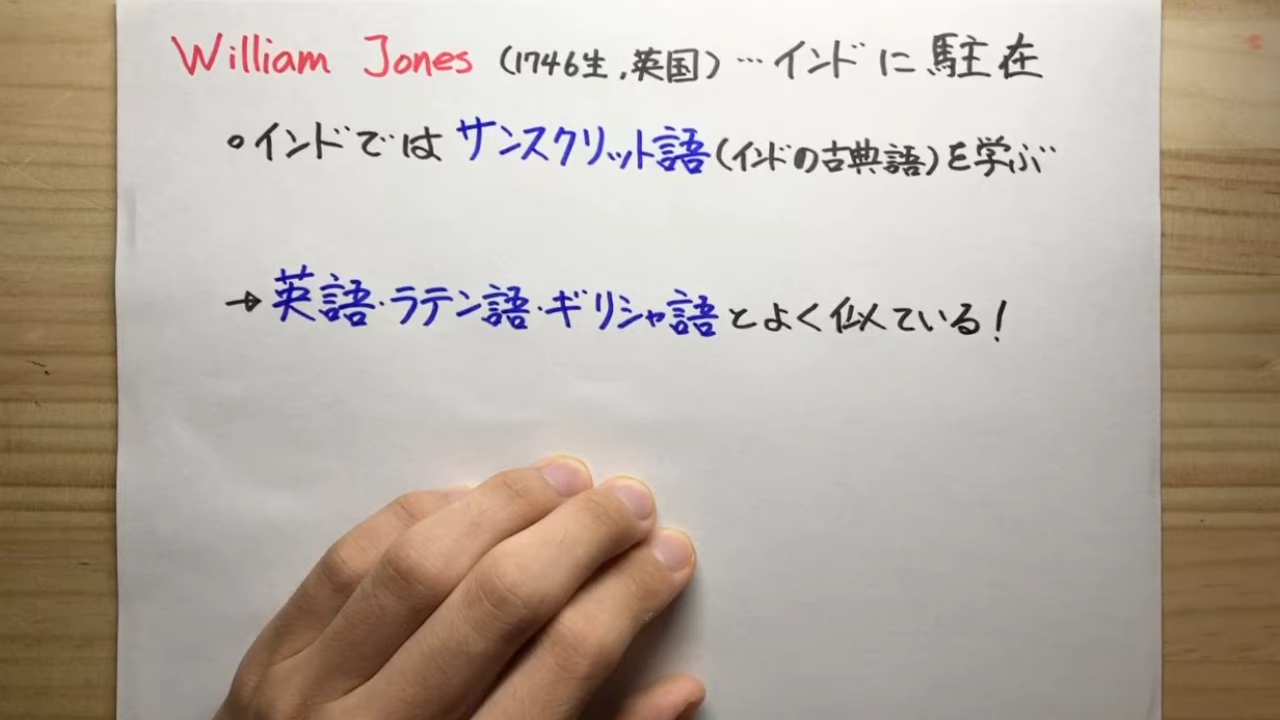 William Jones (1746生,英国)…インドに駐在
∘インドではサンスクリット語(インドの古典語)を学ぶ
→英語・ラテン語・ギリシャ語とよく似ている!